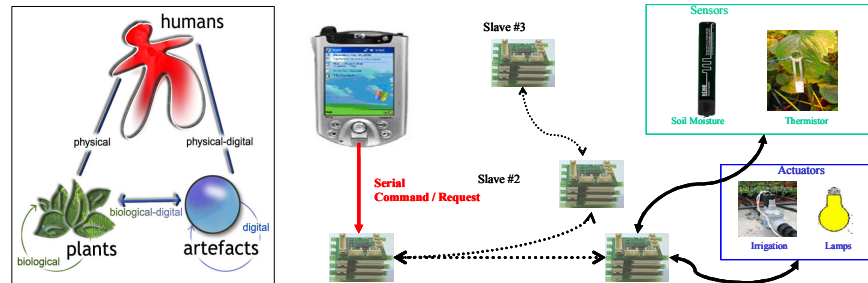 humans
physical
physical-digital
biological-digital
plants
artefacts
biological
digital
Slave #3
Slave #2
Serial
Command / Request
Sensors
Soil Moisture
Thermistor
Actuators
Irrigation
Lamps